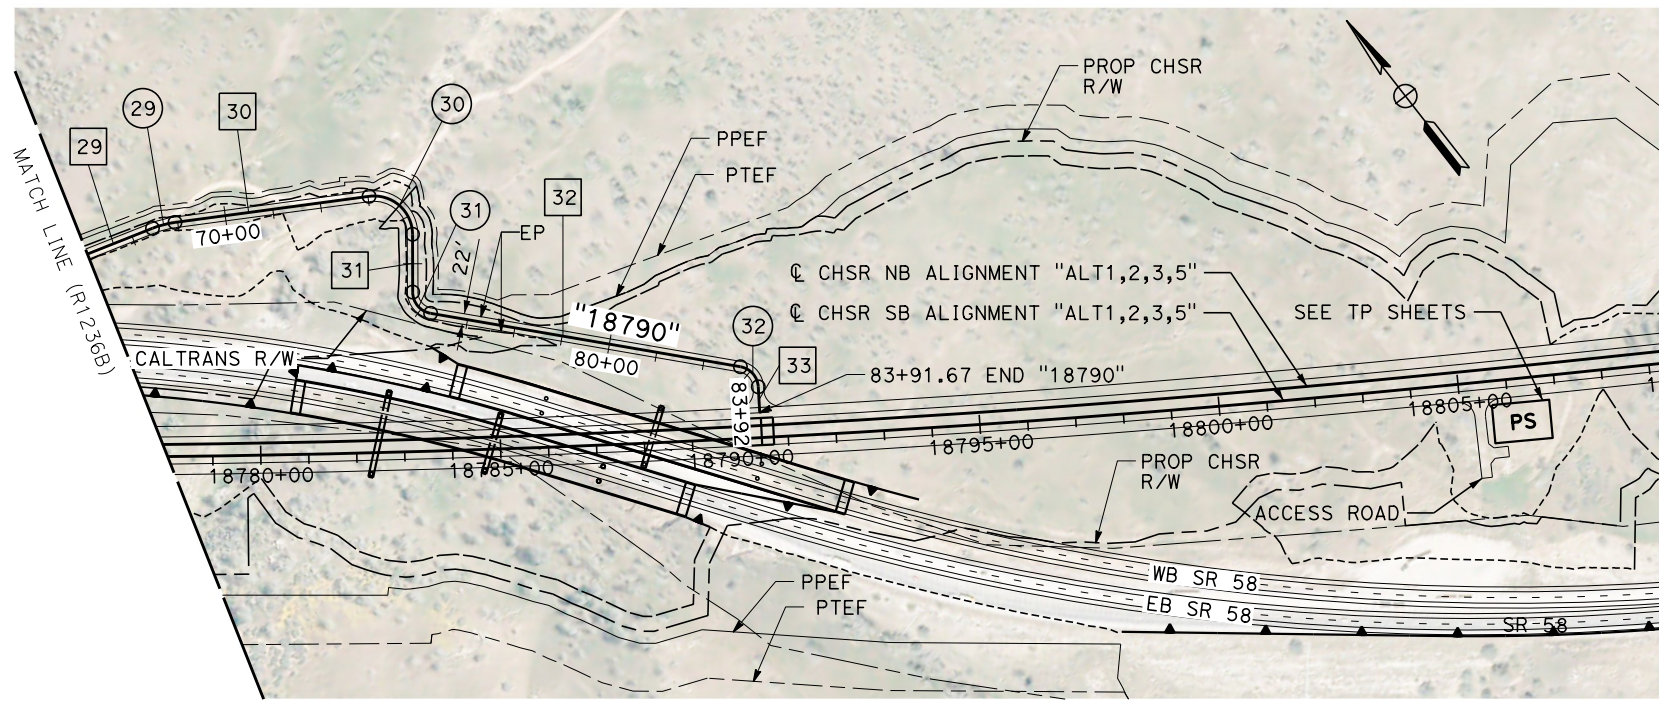 PROP CHSR
R/W
29
30
30
29
PPEF
PTEF
MATCH LINE (R1236B)
31
32
EP
70+00
22'
31
℄ CHSR NB ALIGNMENT "ALT1,2,3,5"
℄ CHSR SB ALIGNMENT "ALT1,2,3,5"
SEE TP SHEETS
"18790"
32
CALTRANS R/W
80+00
33
83+91.67 END "18790"
83+92
18805+00
PS
18800+00
18795+00
18790+00
18785+00
18780+00
PROP CHSR
R/W
ACCESS ROAD
WB SR 58
PPEF
EB SR 58
PTEF
SR 58